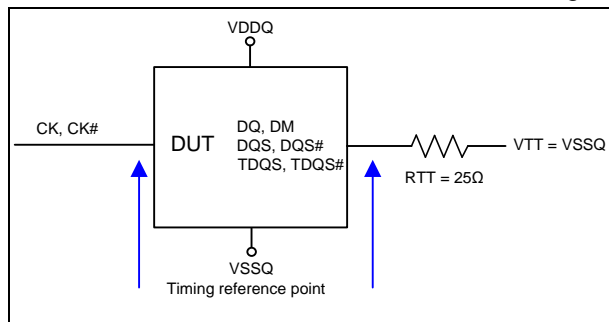 VDDQ
CK, CK#
DUT
DQ, DM
DQS, DQS#
TDQS, TDQS#
VTT = VSSQ
RTT = 25Ω
VSSQ
Timing reference point